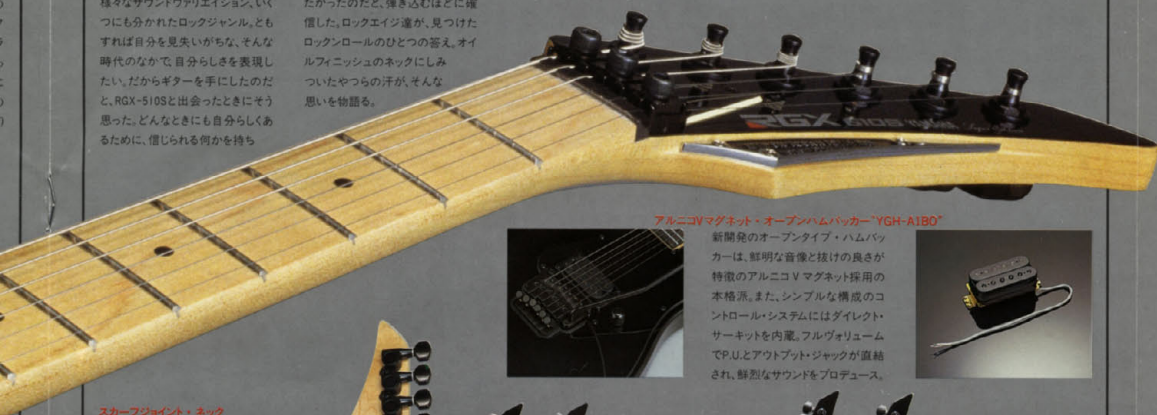 様々なサウンドヴァリエイション、いく
つにも分かれたロックジャンル。とも
すれば自分を見失いがちな、そんな
時代のなかで、自分らしさを表現し
たい。だからギターを手にしたのだ
と、RGX-510Sと出会ったときにそう
思った。どんなときにも自分らしくあ
るために、信じられる何かを持ち
たかったのだと、弾き込むほどに確
信した。ロックエイジ達が、見つけた
ロックンロールのひとつの答え。オイ
ルフィニッシュのネックにしみ
ついたやつらの汗が、そんな
思いを物語る。
RGX 510S
アルニコVマグネット・オープンハムバッカー"YGH-A1BO"
新開発のオープンタイプ・ハムバッ
カーは、鮮明な音像と抜けの良さが
特徴のアルニコVマグネット採用の
本格派。また、シンプルな構成のコ
ントロール・システムにはダイレクト・
サーキットを内蔵。フルヴォリューム
でP.U.とアウトプット・ジャックが直結
され、鮮烈なサウンドをプロデュース。
スカーフジョイント・ネック